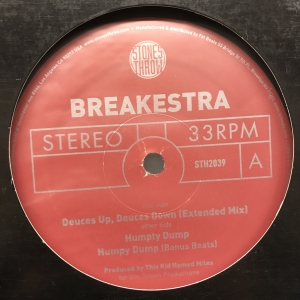 STONES
THROW
BREAKESTRA
STEREO
33RPM
STH2039
A
Deuces Up, Deuces Down (Extended Mix)
Humpty Dump
Humpy Dump (Bonus Beats)
Produced by This Kid Named Miles